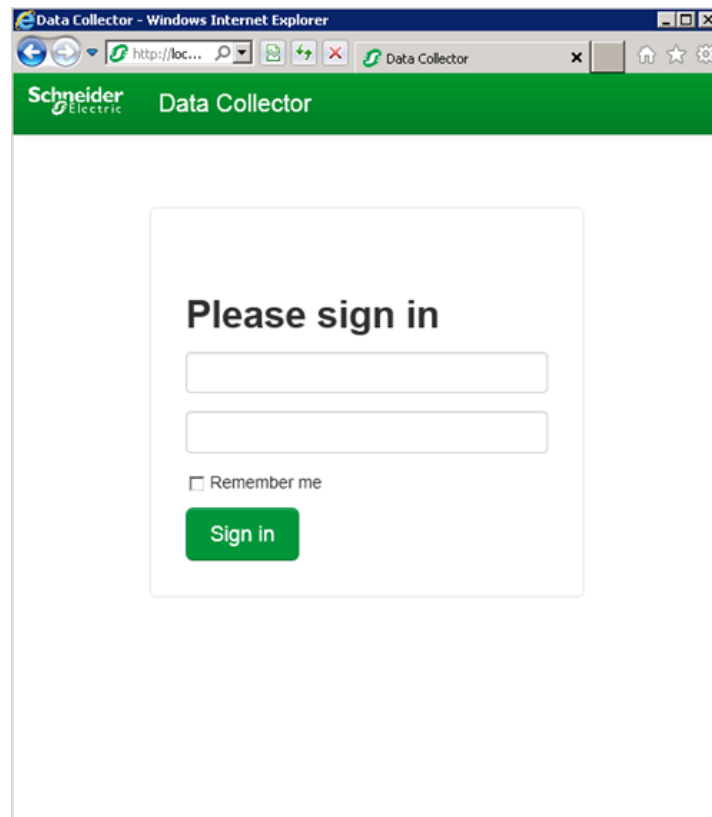 Data Collector - Windows Internet Explorer
http://loc... Data Collector
Schneider Electric Data Collector
Please sign in
Remember me
Sign in